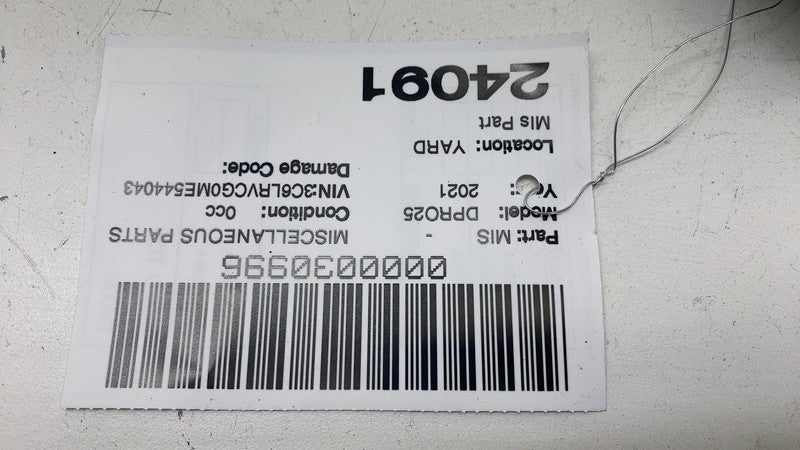 0000030996
Part: MIS - MISCELLANEOUS PARTS
Model: DPRO25 Condition: 0cc
2021 VIN:3C6LRVCG0ME544043
Damage Code:
Location: YARD
MIs Part
24091